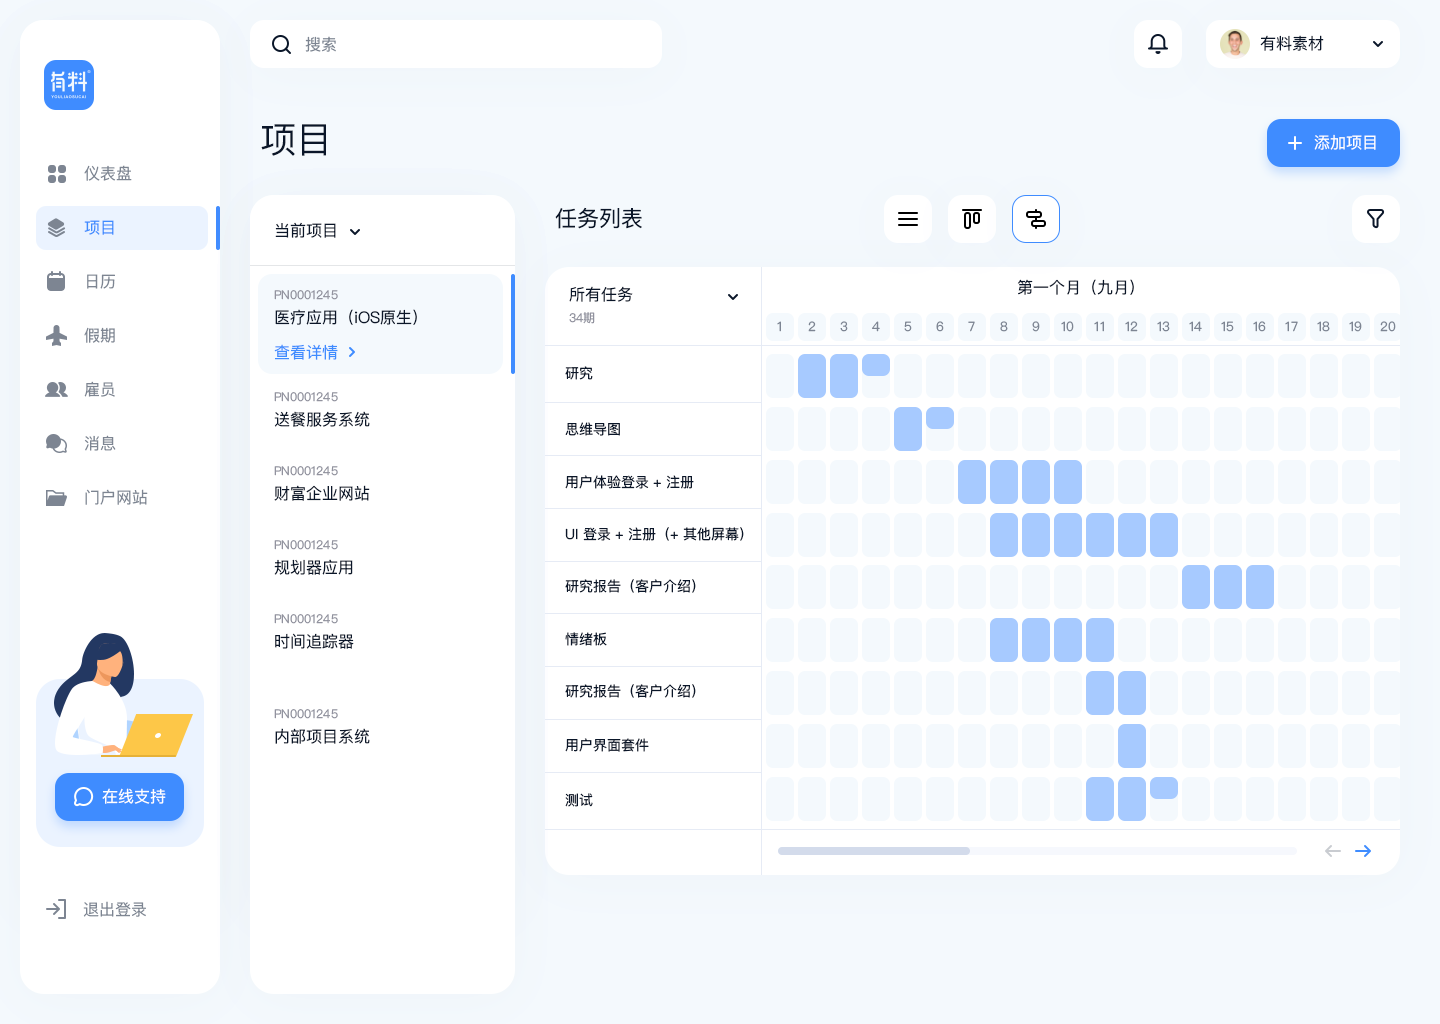 有料
YOULIAOSUCAI
搜索
有料素材
仪表盘
项目
日历
假期
雇员
消息
门户网站
在线支持
退出登录
项目
添加项目
当前项目
PN0001245
医疗应用（iOS原生）
查看详情
PN0001245
送餐服务系统
PN0001245
财富企业网站
PN0001245
规划器应用
PN0001245
时间追踪器
PN0001245
内部项目系统
任务列表
所有任务
34期
第一个月（九月）
1 2 3 4 5 6 7 8 9 10 11 12 13 14 15 16 17 18 19 20
研究
思维导图
用户体验登录 + 注册
UI 登录 + 注册（+ 其他屏幕）
研究报告（客户介绍）
情绪板
研究报告（客户介绍）
用户界面套件
测试